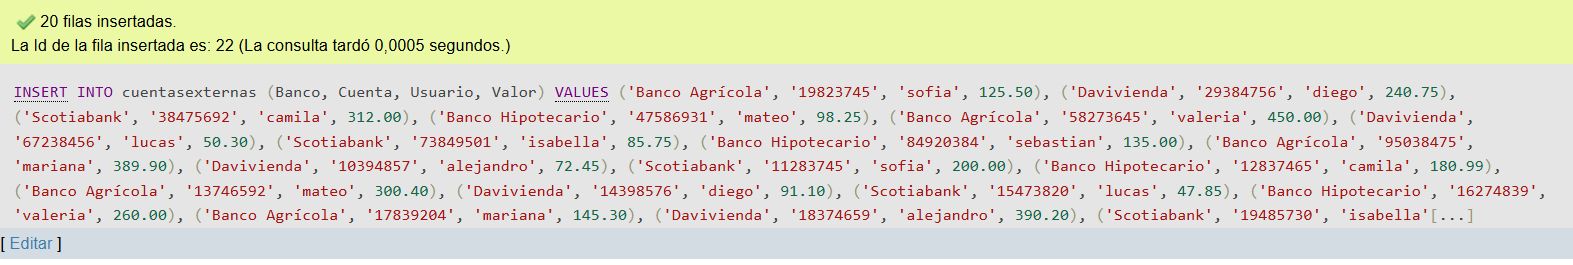 20 filas insertadas.
La Id de la fila insertada es: 22 (La consulta tardó 0,0005 segundos.)
INSERT INTO cuentasexternas (Banco, Cuenta, Usuario, Valor) VALUES ('Banco Agrícola', '19823745', 'sofia', 125.50), ('Davivienda', '29384756', 'diego', 240.75),
('Scotiabank', '38475692', 'camila', 312.00), ('Banco Hipotecario', '47586931', 'mateo', 98.25), ('Banco Agrícola', '58273645', 'valeria', 450.00), ('Davivienda',
'67238456', 'lucas', 50.30), ('Scotiabank', '73849501', 'isabella', 85.75), ('Banco Hipotecario', '84920384', 'sebastian', 135.00), ('Banco Agrícola', '95038475',
'mariana', 389.90), ('Davivienda', '10394857', 'alejandro', 72.45), ('Scotiabank', '11283745', 'sofia', 200.00), ('Banco Hipotecario', '12837465', 'camila', 180.99),
('Banco Agrícola', '13746592', 'mateo', 300.40), ('Davivienda', '14398576', 'diego', 91.10), ('Scotiabank', '15473820', 'lucas', 47.85), ('Banco Hipotecario', '16274839',
'valeria', 260.00), ('Banco Agrícola', '17839204', 'mariana', 145.30), ('Davivienda', '18374659', 'alejandro', 390.20), ('Scotiabank', '19485730', 'isabella'[...]
[ Editar ]